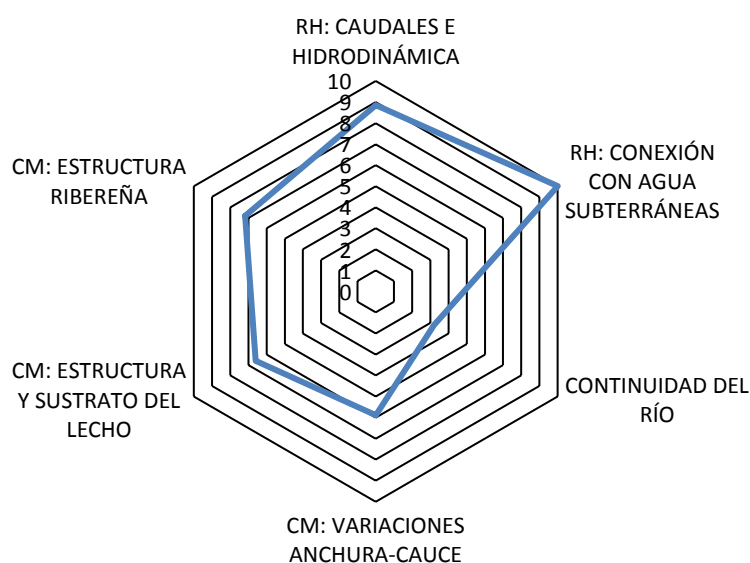 RH: CAUDALES E
HIDRODINÁMICA
10
9
8
7
6
5
4
3
2
1
0
RH: CONEXIÓN
CON AGUA
SUBTERRÁNEAS
CONTINUIDAD DEL
RÍO
CM: VARIACIONES
ANCHURA-CAUCE
CM: ESTRUCTURA
Y SUSTRATO DEL
LECHO
CM: ESTRUCTURA
RIBEREÑA